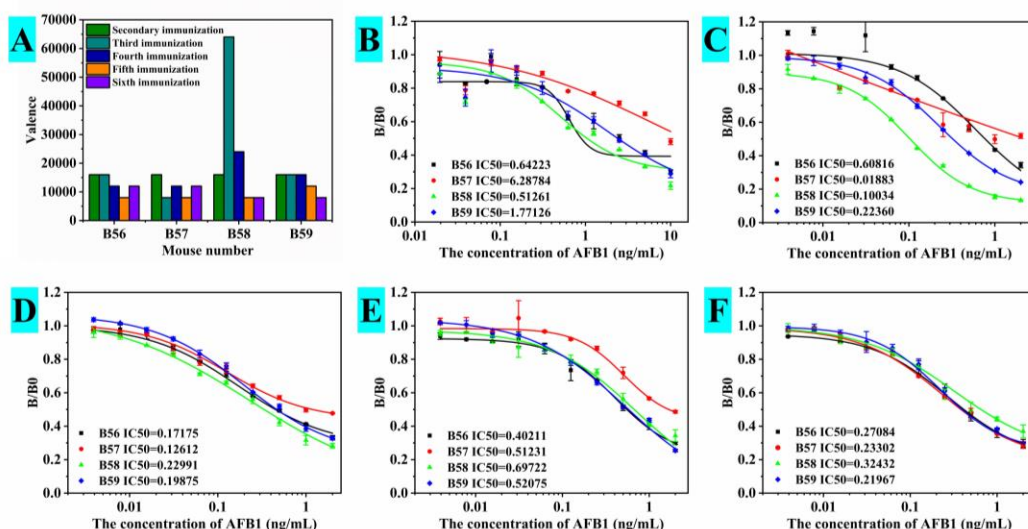 A
70000
60000
50000
40000
30000
20000
10000
0
Valence
Secondary immunization
Third immunization
Fourth immunization
Fifth immunization
Sixth immunization
B56 B57 B58 B59
Mouse number
B
1.2
1.0
0.8
0.6
0.4
0.2
0.0
B/B0
B56 IC50=0.64223
B57 IC50=6.28784
B58 IC50=0.51261
B59 IC50=1.77126
0.01 0.1 1 10
The concentration of AFB1 (ng/mL)
C
1.2
1.0
0.8
0.6
0.4
0.2
0.0
B/B0
B56 IC50=0.60816
B57 IC50=0.01883
B58 IC50=0.10034
B59 IC50=0.22360
0.01 0.1 1
The concentration of AFB1 (ng/mL)
D
1.2
1.0
0.8
0.6
0.4
0.2
0.0
B/B0
B56 IC50=0.17175
B57 IC50=0.12612
B58 IC50=0.22991
B59 IC50=0.19875
0.01 0.1 1
The concentration of AFB1 (ng/mL)
E
1.2
1.0
0.8
0.6
0.4
0.2
0.0
B/B0
B56 IC50=0.40211
B57 IC50=0.51231
B58 IC50=0.69722
B59 IC50=0.52075
0.01 0.1 1
The concentration of AFB1 (ng/mL)
F
1.2
1.0
0.8
0.6
0.4
0.2
0.0
B/B0
B56 IC50=0.27084
B57 IC50=0.23302
B58 IC50=0.32432
B59 IC50=0.21967
0.01 0.1 1
The concentration of AFB1 (ng/mL)